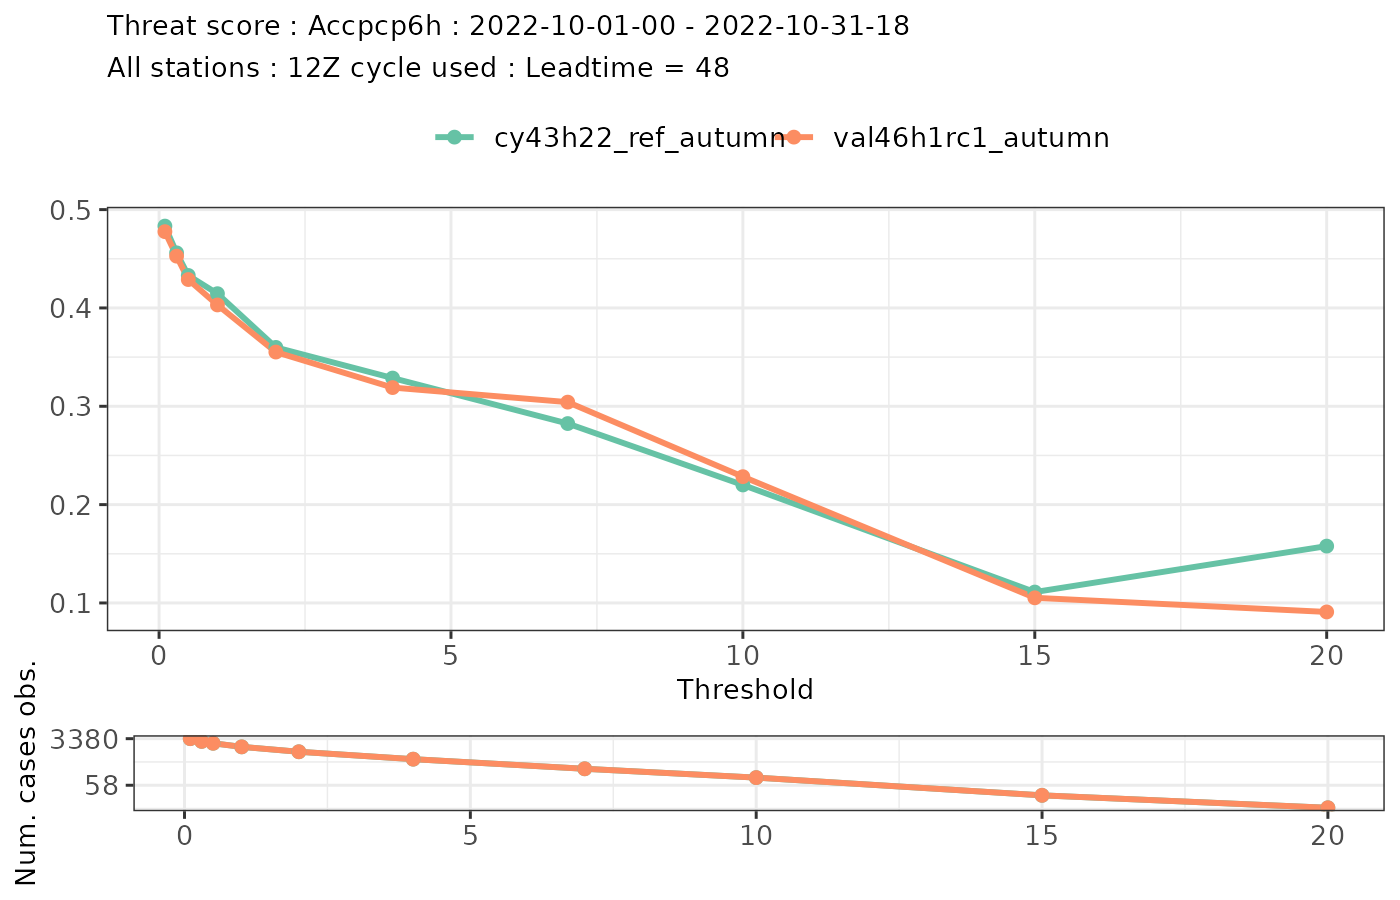 Threat score : Accpcp6h : 2022-10-01-00 - 2022-10-31-18
All stations : 12Z cycle used : Leadtime = 48
cy43h22_ref_autumn val46h1rc1_autumn
0.5
0.4
0.3
0.2
0.1
0 5 10 15 20
Threshold
Num. cases obs.
3380
58
0 5 10 15 20